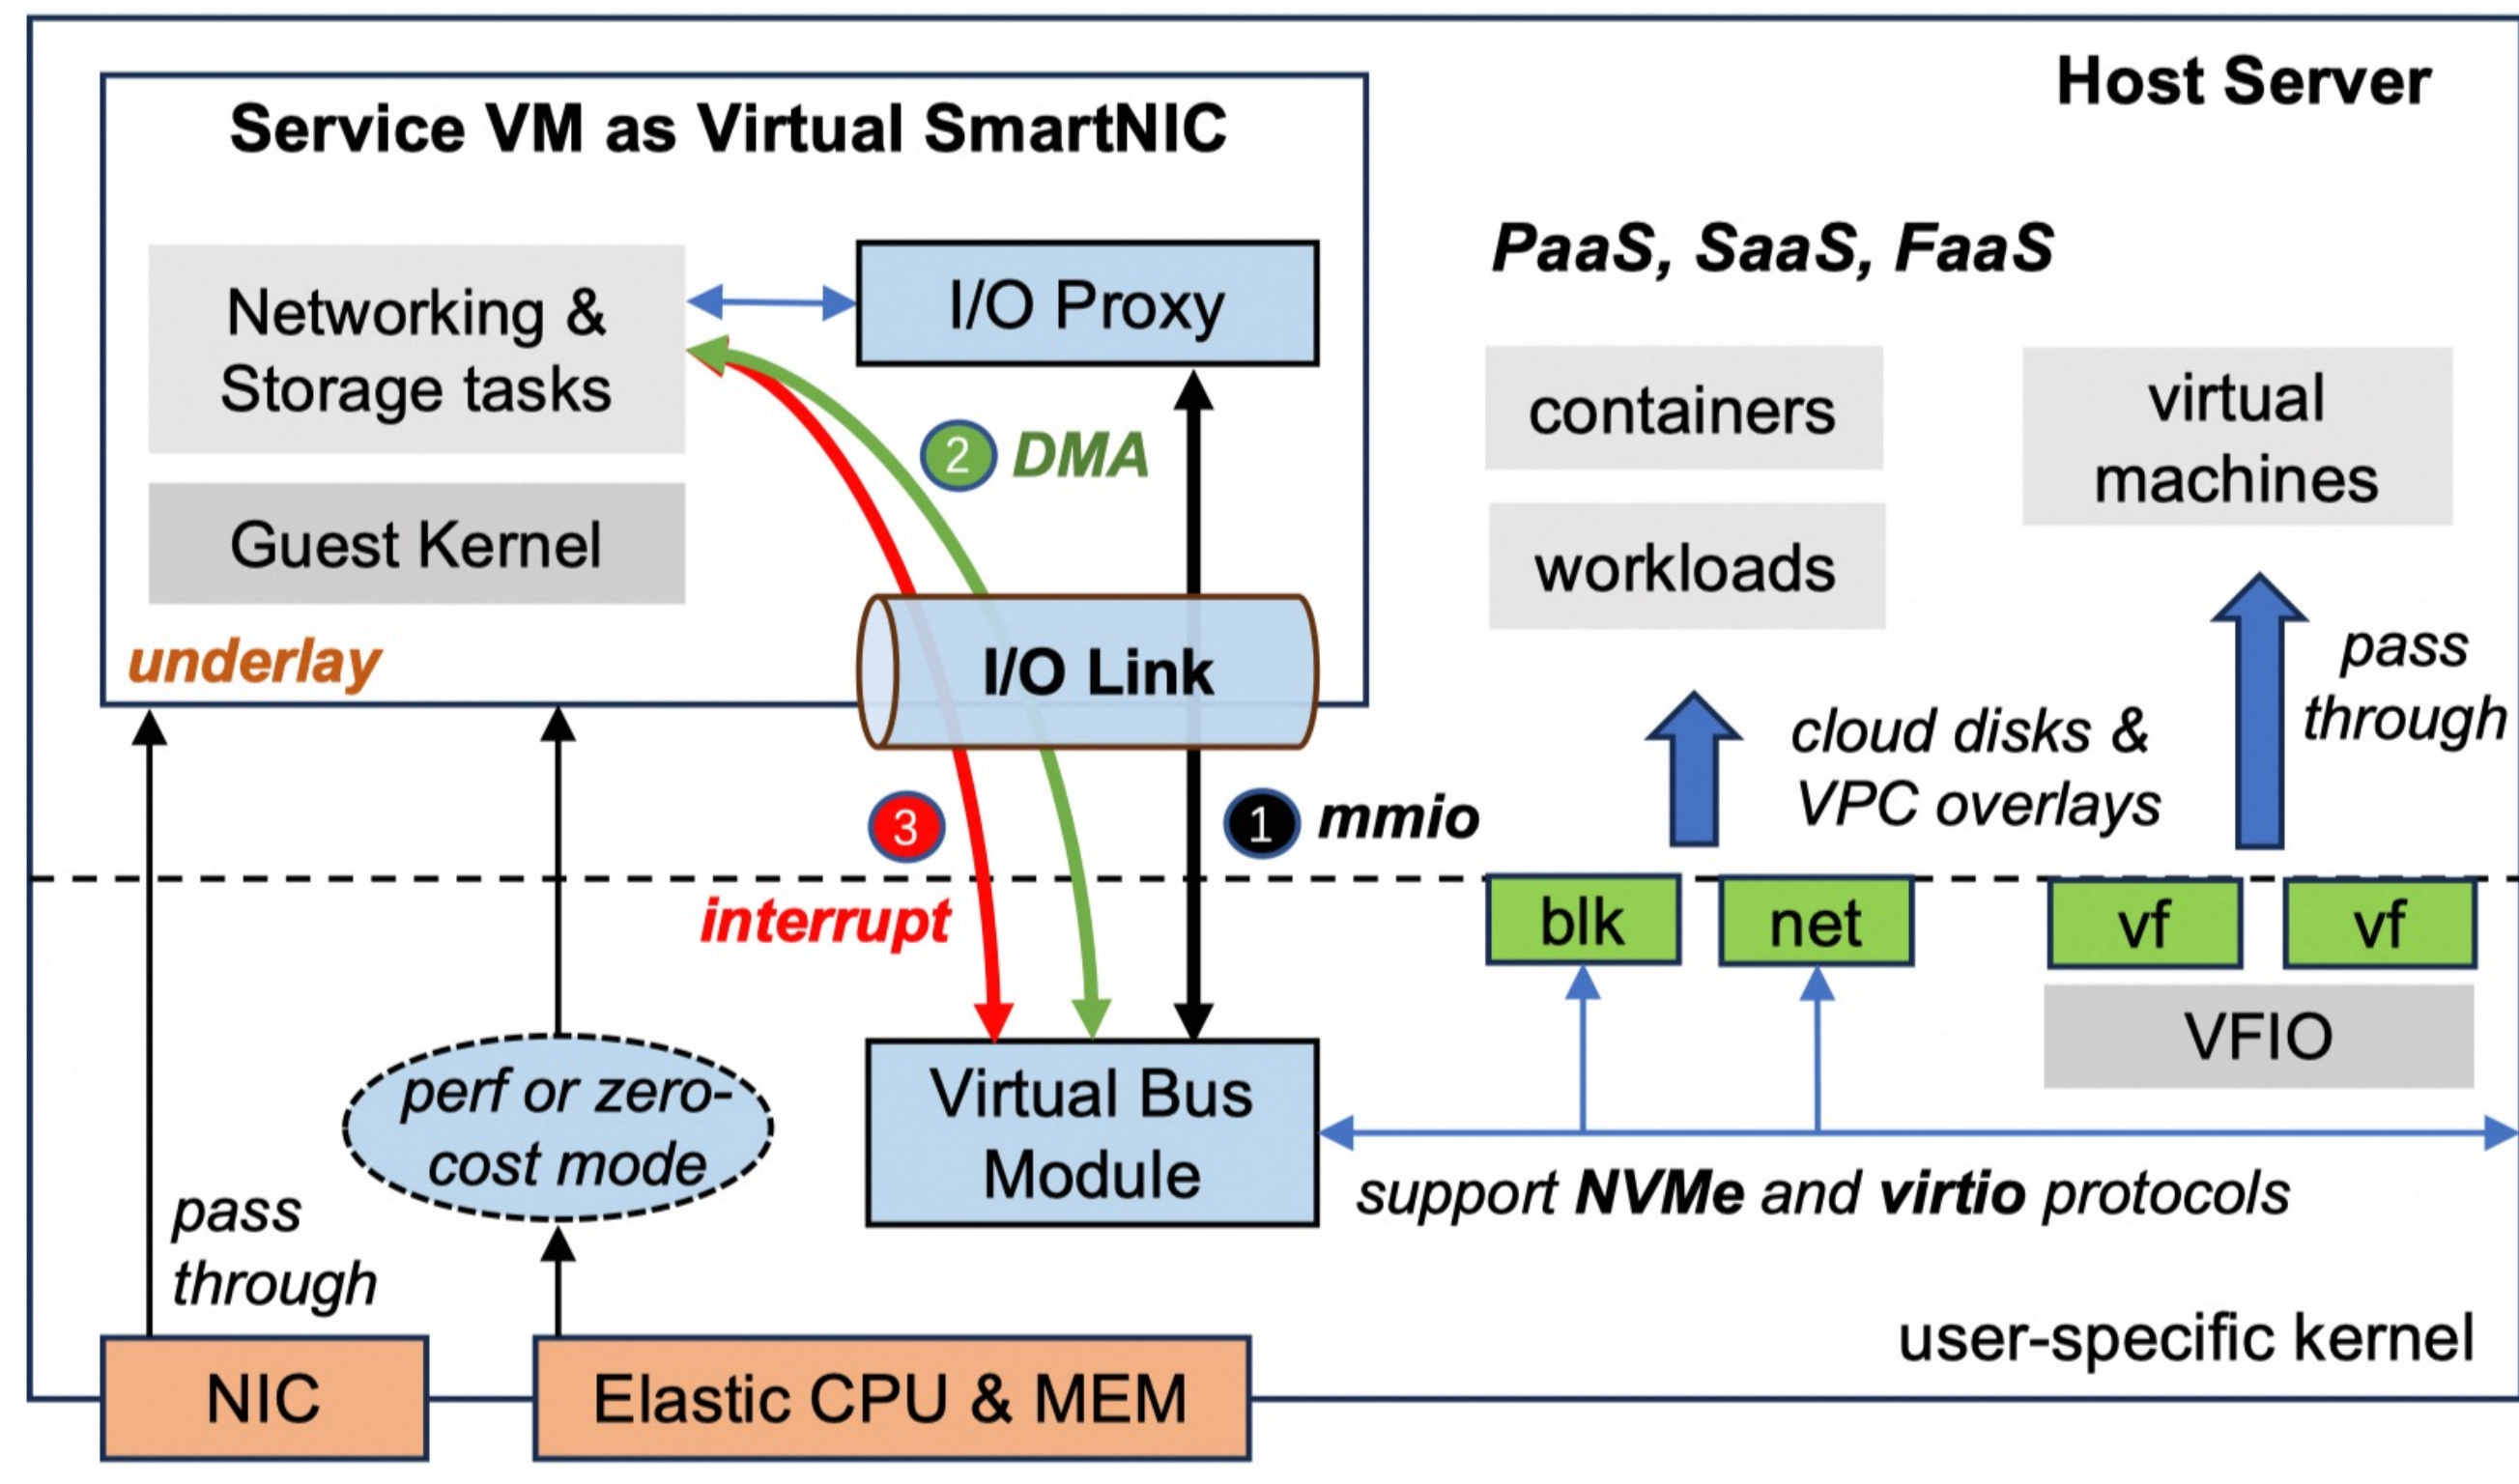 Host Server
Service VM as Virtual SmartNIC
PaaS, SaaS, FaaS
Networking &
Storage tasks
I/O Proxy
containers
virtual
machines
2 DMA
Guest Kernel
workloads
underlay
I/O Link
pass
through
cloud disks &
VPC overlays
3
1 mmio
interrupt
blk
net
vf
vf
VFIO
perf or zero-
cost mode
Virtual Bus
Module
support NVMe and virtio protocols
pass
through
user-specific kernel
NIC
Elastic CPU & MEM